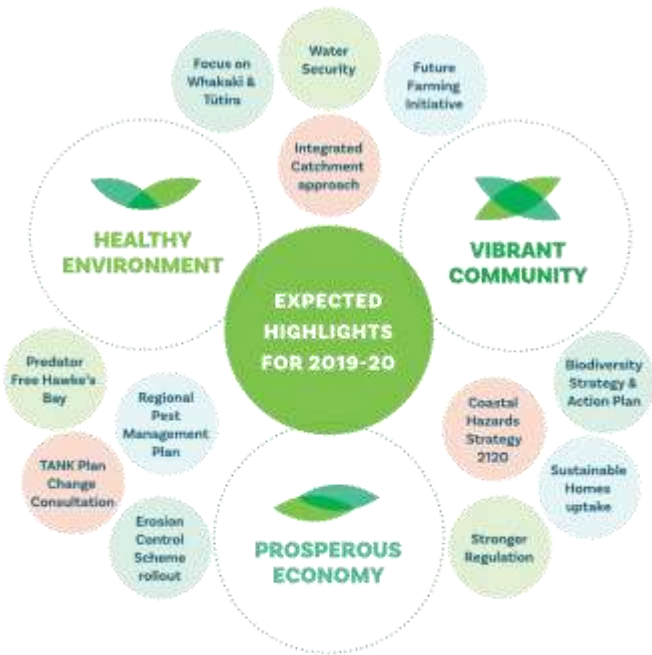 Focus on
Whakaki &
Tūtira
Water
Security
Future
Farming
Initiative
Integrated
Catchment
approach
HEALTHY
ENVIRONMENT
VIBRANT
COMMUNITY
EXPECTED
HIGHLIGHTS
FOR 2019-20
Predator
Free Hawke's
Bay
Regional
Pest
Management
Plan
TANK Plan
Change
Consultation
Erosion
Control
Scheme
rollout
PROSPEROUS
ECONOMY
Coastal
Hazards
Strategy
2120
Biodiversity
Strategy &
Action Plan
Sustainable
Homes
uptake
Stronger
Regulation